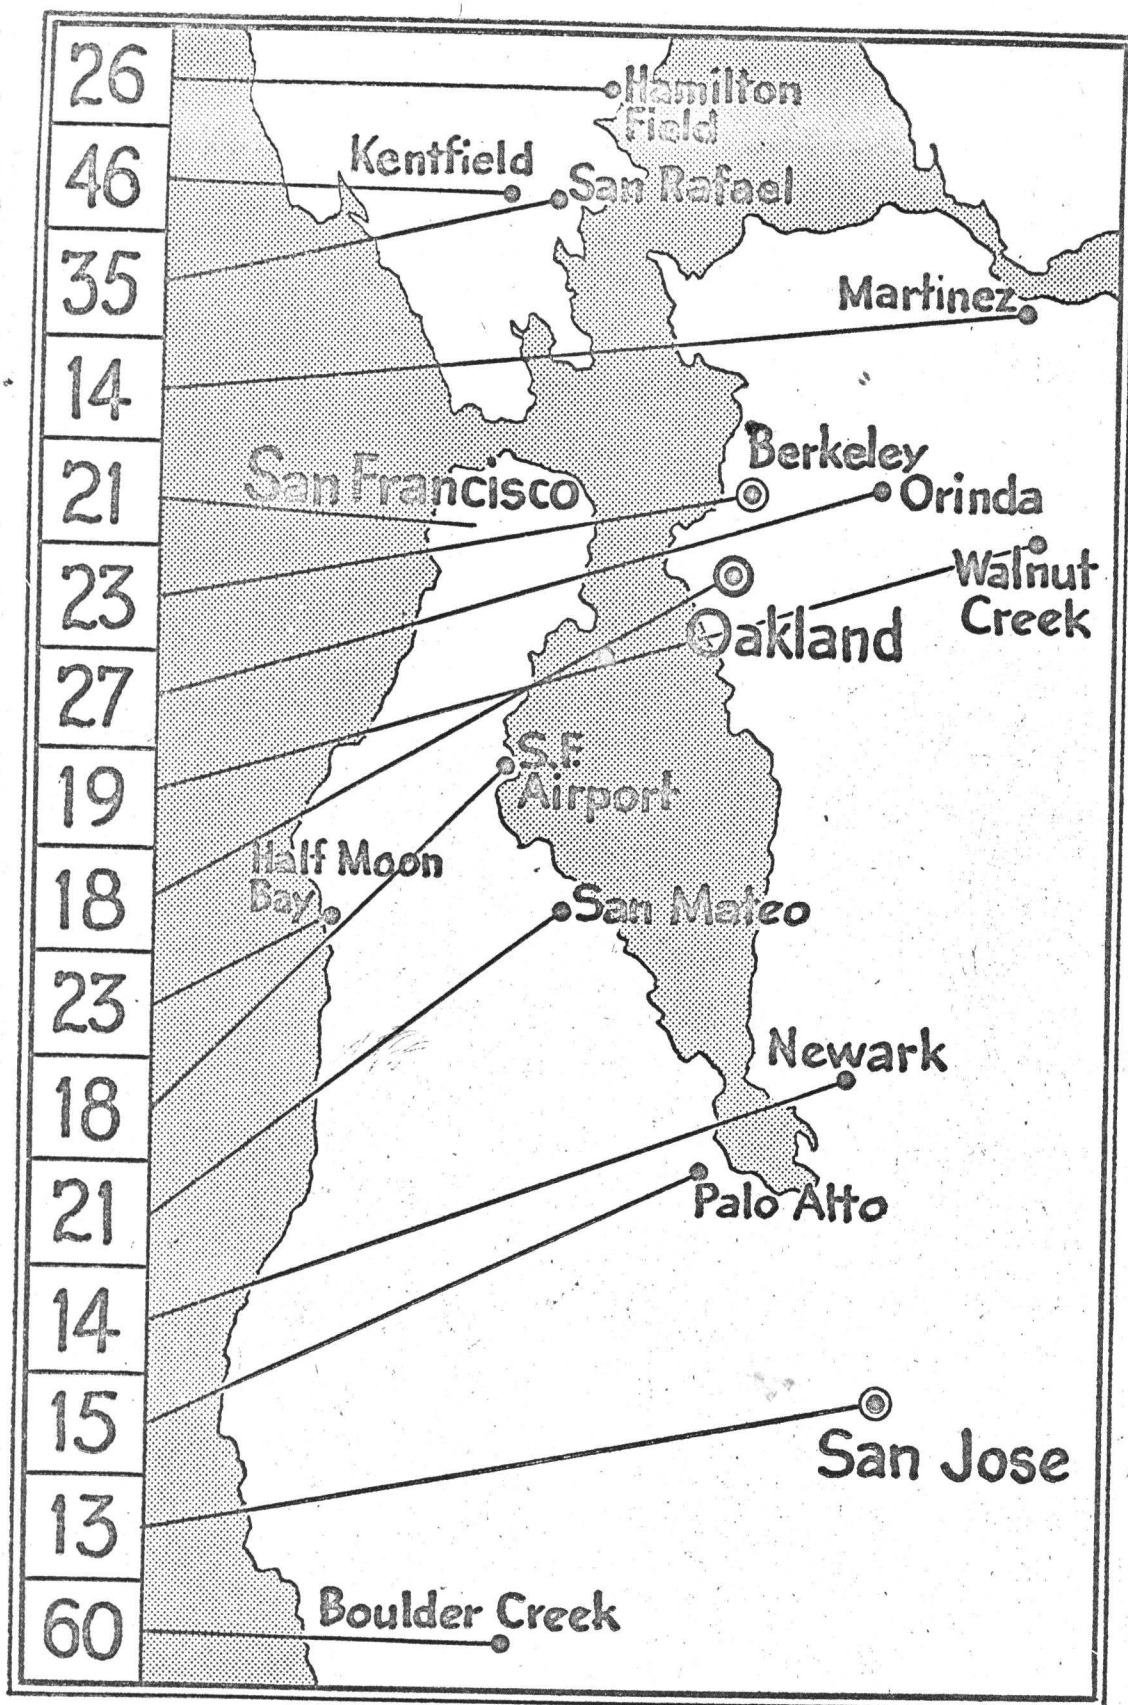 26
46
35
14
21
23
27
19
18
23
18
21
14
15
13
60
Hamilton
Field
Kentfield
San Rafael
Martinez
San Francisco
Berkeley
Orinda
Walnut
Creek
Oakland
S.F.
Airport
Half Moon
Bay
San Mateo
Newark
Palo Alto
San Jose
Boulder Creek